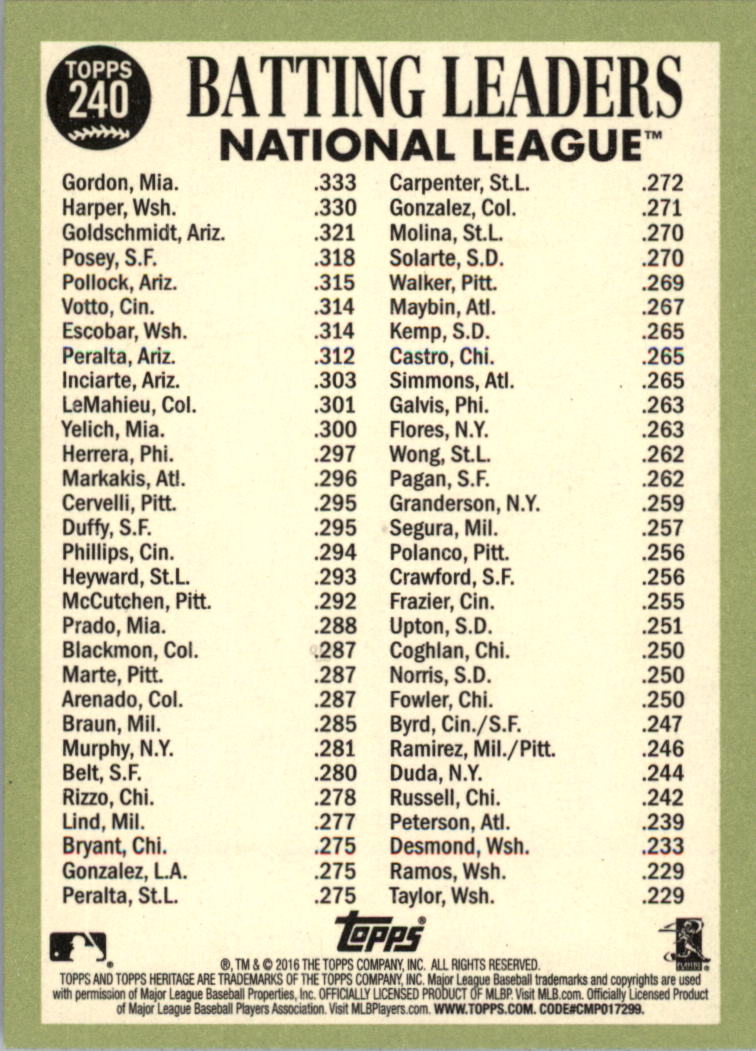 TOPPS
240
BATTING LEADERS
NATIONAL LEAGUE™
Gordon, Mia. .333
Harper, Wsh. .330
Goldschmidt, Ariz. .321
Posey, S.F. .318
Pollock, Ariz. .315
Votto, Cin. .314
Escobar, Wsh. .314
Peralta, Ariz. .312
Inciarte, Ariz. .303
LeMahieu, Col. .301
Yelich, Mia. .300
Herrera, Phi. .297
Markakis, Atl. .296
Cervelli, Pitt. .295
Duffy, S.F. .295
Phillips, Cin. .294
Heyward, St.L. .293
McCutchen, Pitt. .292
Prado, Mia. .288
Blackmon, Col. .287
Marte, Pitt. .287
Arenado, Col. .287
Braun, Mil. .285
Murphy, N.Y. .281
Belt, S.F. .280
Rizzo, Chi. .278
Lind, Mil. .277
Bryant, Chi. .275
Gonzalez, L.A. .275
Peralta, St.L. .275
Carpenter, St.L. .272
Gonzalez, Col. .271
Molina, St.L. .270
Solarte, S.D. .270
Walker, Pitt. .269
Maybin, Atl. .267
Kemp, S.D. .265
Castro, Chi. .265
Simmons, Atl. .265
Galvis, Phi. .263
Flores, N.Y. .263
Wong, St.L. .262
Pagan, S.F. .262
Granderson, N.Y. .259
Segura, Mil. .257
Polanco, Pitt. .256
Crawford, S.F. .256
Frazier, Cin. .255
Upton, S.D. .251
Coghlan, Chi. .250
Norris, S.D. .250
Fowler, Chi. .250
Byrd, Cin./S.F. .247
Ramirez, Mil./Pitt. .246
Duda, N.Y. .244
Russell, Chi. .242
Peterson, Atl. .239
Desmond, Wsh. .233
Ramos, Wsh. .229
Taylor, Wsh. .229
Topps®
®, TM & © 2016 THE TOPPS COMPANY, INC. ALL RIGHTS RESERVED.
TOPPS AND TOPPS HERITAGE ARE TRADEMARKS OF THE TOPPS COMPANY, INC. Major League Baseball trademarks and copyrights are used
with permission of Major League Baseball Properties, Inc. OFFICIALLY LICENSED PRODUCT OF MLBP. Visit MLB.com. Officially Licensed Product
of Major League Baseball Players Association. Visit MLBPlayers.com. WWW.TOPPS.COM. CODE#CMP017299.